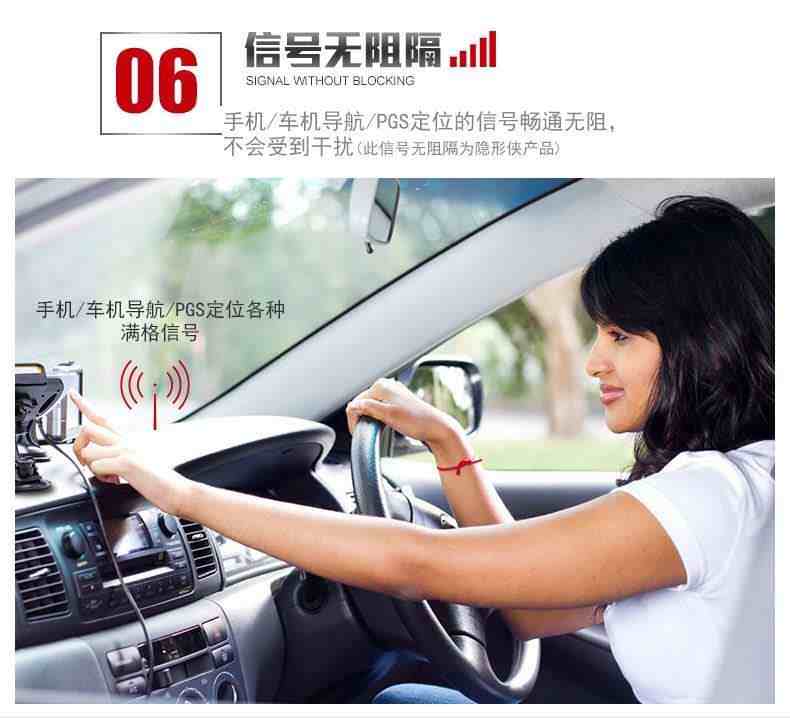 06
信号无阻隔
SIGNAL WITHOUT BLOCKING
手机/车机导航/PGS定位的信号畅通无阻，
不会受到干扰(此信号无阻隔为隐形侠产品)
手机/车机导航/PGS定位各种
满格信号